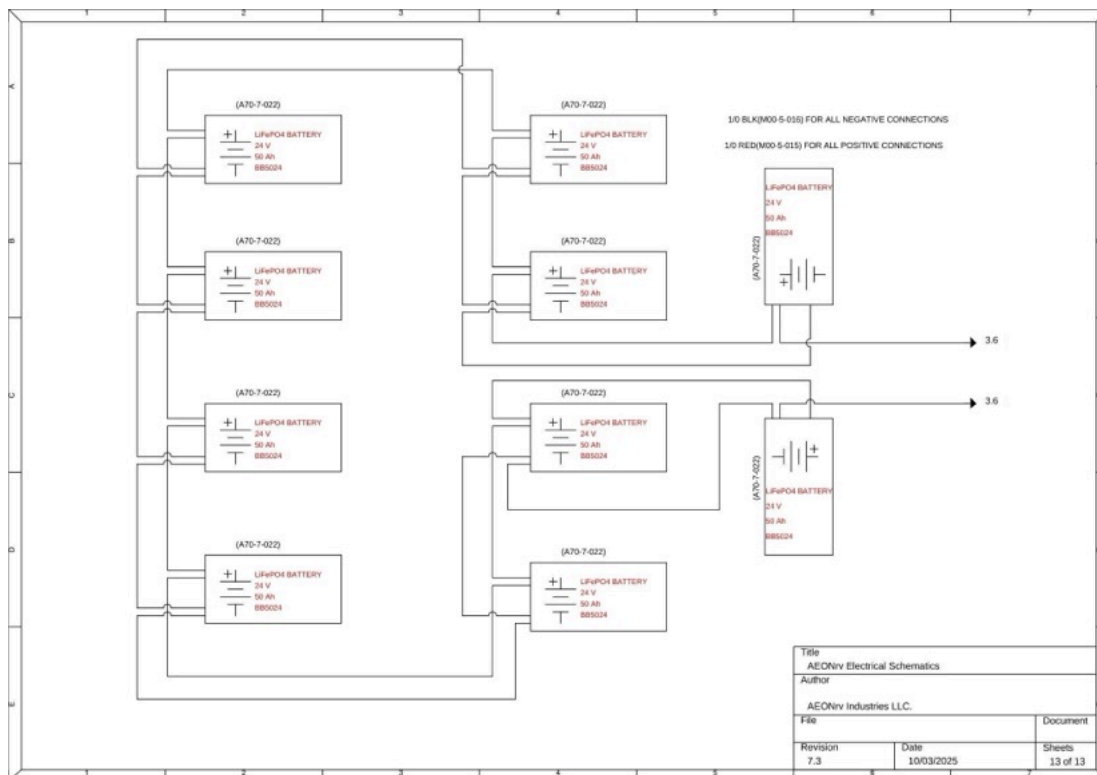 1 2 3 4 5 6 7
A
B
C
D
E
(A70-7-022)
+ LiFePO4 BATTERY
24 V
50 Ah
BB5024
(A70-7-022)
+ LiFePO4 BATTERY
24 V
50 Ah
BB5024
1/0 BLK(M00-5-016) FOR ALL NEGATIVE CONNECTIONS
1/0 RED(M00-5-015) FOR ALL POSITIVE CONNECTIONS
LiFePO4 BATTERY
24 V
50 Ah
BB5024
(A70-7-022)
+
(A70-7-022)
+ LiFePO4 BATTERY
24 V
50 Ah
BB5024
(A70-7-022)
+ LiFePO4 BATTERY
24 V
50 Ah
BB5024
3.6
(A70-7-022)
+ LiFePO4 BATTERY
24 V
50 Ah
BB5024
(A70-7-022)
+ LiFePO4 BATTERY
24 V
50 Ah
BB5024
3.6
+
(A70-7-022)
LiFePO4 BATTERY
24 V
50 Ah
BB5024
(A70-7-022)
+ LiFePO4 BATTERY
24 V
50 Ah
BB5024
(A70-7-022)
+ LiFePO4 BATTERY
24 V
50 Ah
BB5024
Title
AEONrv Electrical Schematics
Author
AEONrv Industries LLC.
File
Document
Revision
7.3
Date
10/03/2025
Sheets
13 of 13
1 2 3 4 5 6 7